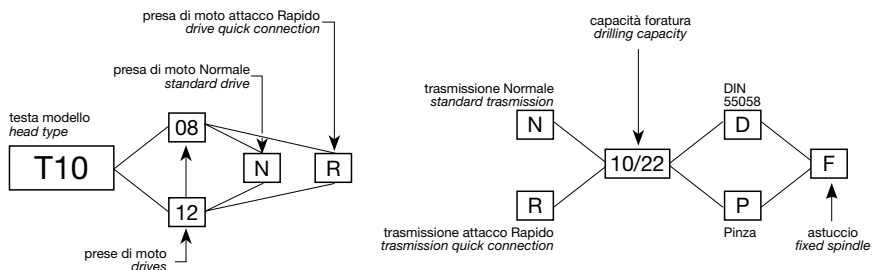 presa di moto attacco Rapido
drive quick connection
presa di moto Normale
standard drive
testa modello
head type
T10
08
12
N
R
prese di moto
drives
capacità foratura
drilling capacity
trasmissione Normale
standard trasmission
N
R
trasmissione attacco Rapido
trasmission quick connection
10/22
DIN
55058
D
P
Pinza
F
astuccio
fixed spindle